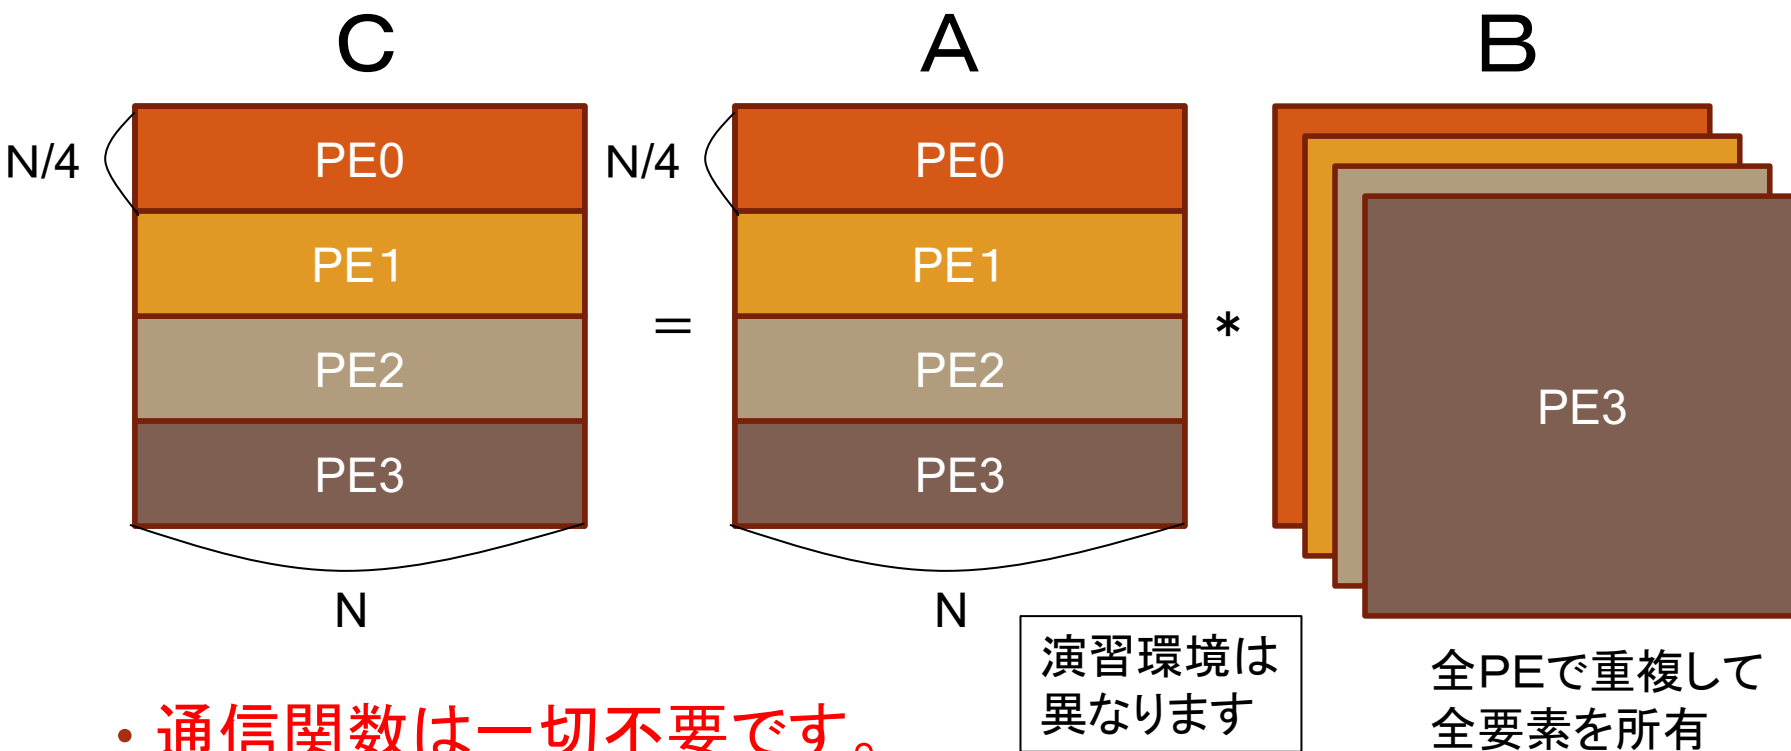 C A B
N/4 PE0 N/4 PE0
PE1 PE1
= *
PE2 PE2
PE3
PE3 PE3
N N
演習環境は
異なります
全PEで重複して
全要素を所有
• 通信関数は一切不要です。